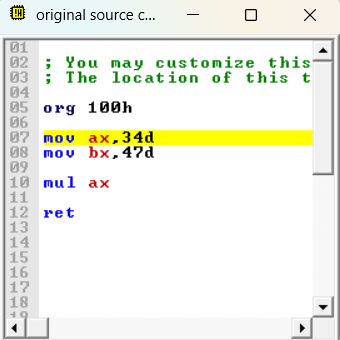 original source c...
01
02 ; You may customize this
03 ; The location of this t
04
05 org 100h
06
07 mov ax,34d
08 mov bx,47d
09
10 mul ax
11
12 ret
13
14
15
16
17
18
19